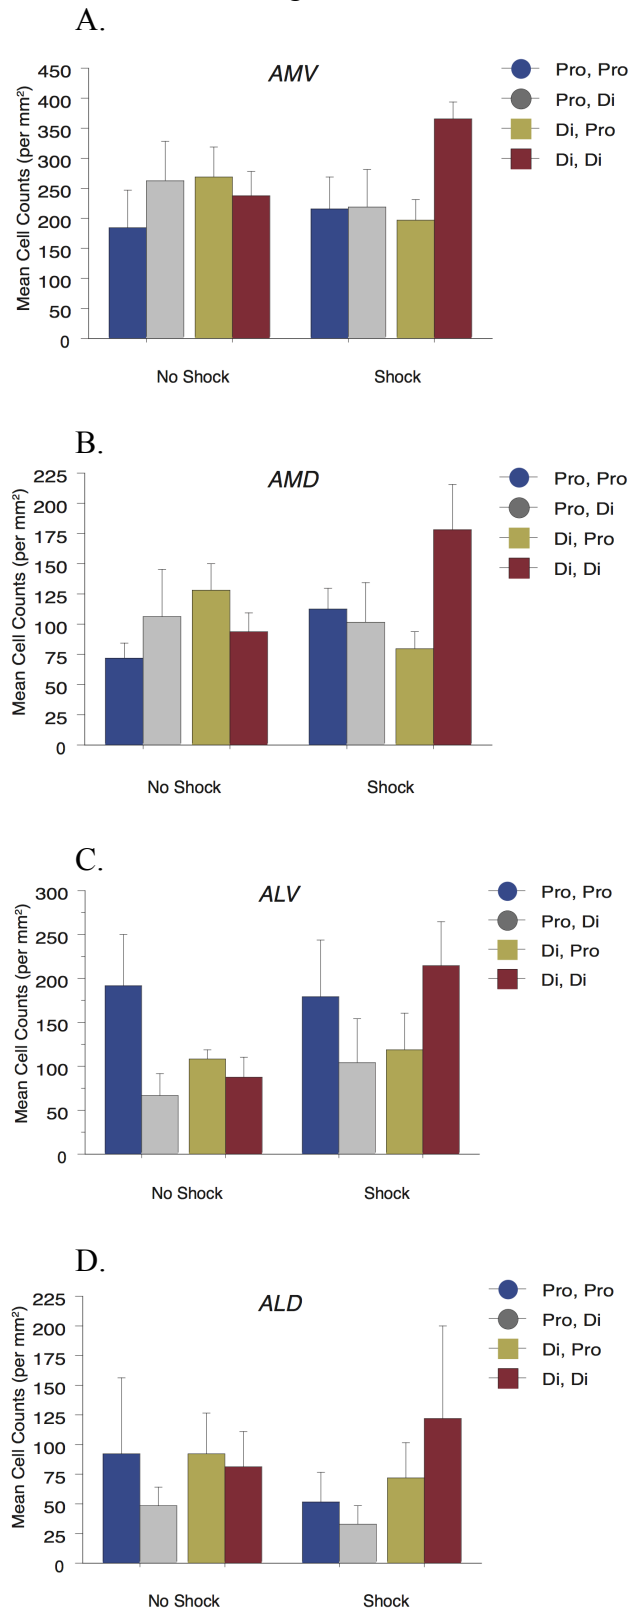 A.
AMV
Mean Cell Counts (per mm²)
450
400
350
300
250
200
150
100
50
0
No Shock
Shock
Pro, Pro
Pro, Di
Di, Pro
Di, Di
B.
AMD
Mean Cell Counts (per mm²)
225
200
175
150
125
100
75
50
25
0
No Shock
Shock
Pro, Pro
Pro, Di
Di, Pro
Di, Di
C.
ALV
Mean Cell Counts (per mm²)
300
250
200
150
100
50
0
No Shock
Shock
Pro, Pro
Pro, Di
Di, Pro
Di, Di
D.
ALD
Mean Cell Counts (per mm²)
225
200
175
150
125
100
75
50
25
0
No Shock
Shock
Pro, Pro
Pro, Di
Di, Pro
Di, Di